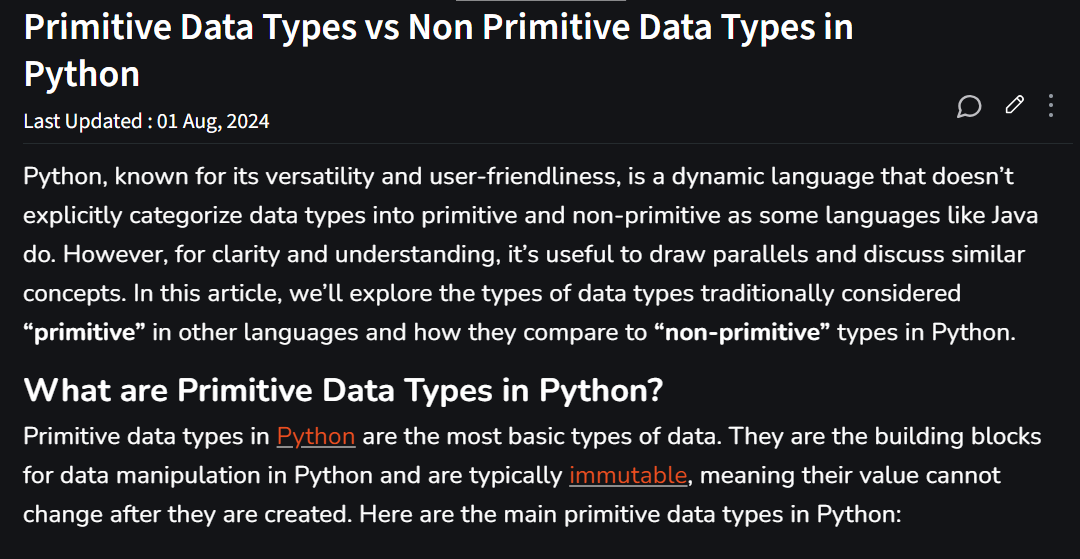 Primitive Data Types vs Non Primitive Data Types in
Python
Last Updated : 01 Aug, 2024
Python, known for its versatility and user-friendliness, is a dynamic language that doesn’t
explicitly categorize data types into primitive and non-primitive as some languages like Java
do. However, for clarity and understanding, it’s useful to draw parallels and discuss similar
concepts. In this article, we’ll explore the types of data types traditionally considered
“primitive” in other languages and how they compare to “non-primitive” types in Python.
What are Primitive Data Types in Python?
Primitive data types in Python are the most basic types of data. They are the building blocks
for data manipulation in Python and are typically immutable, meaning their value cannot
change after they are created. Here are the main primitive data types in Python: